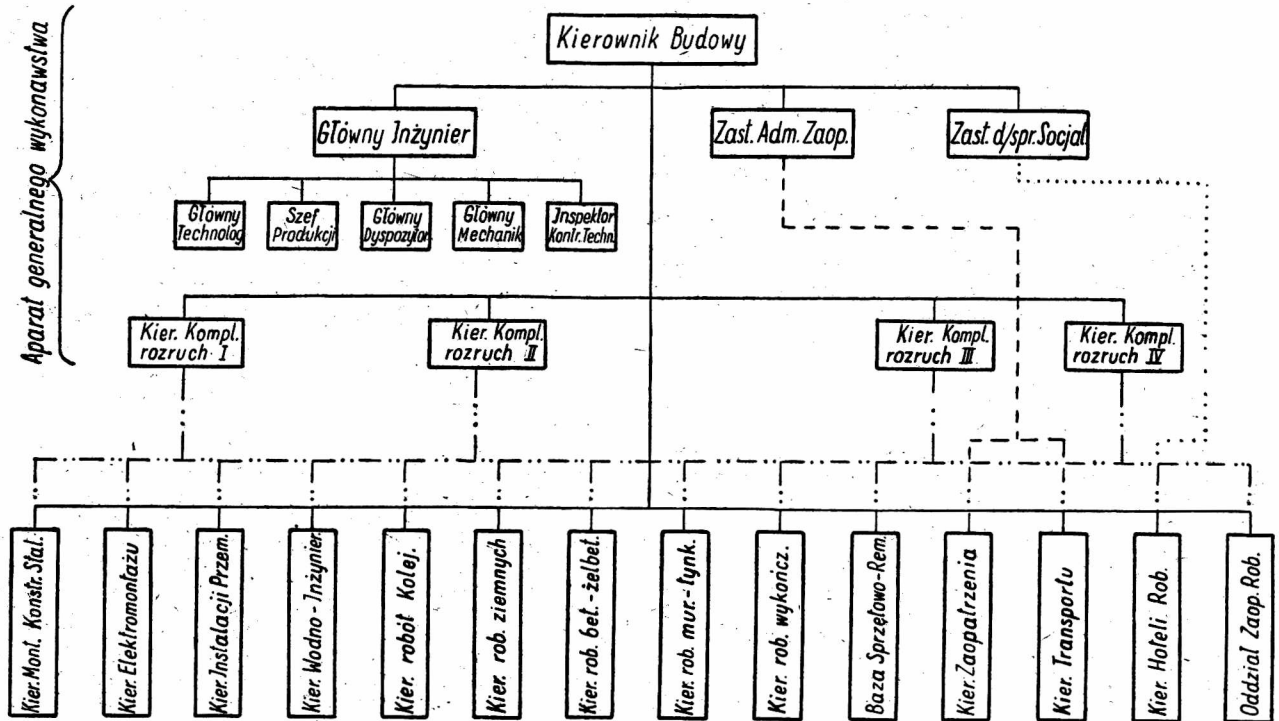 Aparat generalnego wykonawstwa
Kierownik Budowy
Główny Inżynier
Zast. Adm. Zaop.
Zast. d/spr. Socjal.
Główny
Technolog
Szef
Produkcji
Główny
Dyspozytor
Główny
Mechanik
Inspektor
Kontr. Techn.
Kier. Kompl.
rozruch I
Kier. Kompl.
rozruch II
Kier. Kompl.
rozruch III
Kier. Kompl.
rozruch IV
Kier. Mont. Konstr. Stal.
Kier. Elektromontażu
Kier. Instalacji Przem.
Kier. Wodno-Inżynier.
Kier. robót Kolej.
Kier. rob. ziemnych
Kier. rob. bet.-żelbet.
Kier. rob. mur.-tynk.
Kier. rob. wykończ.
Baza Sprzętowo-Rem.
Kier. Zaopatrzenia
Kier. Transportu
Kier. Hoteli Rob.
Oddział Zaop. Rob.